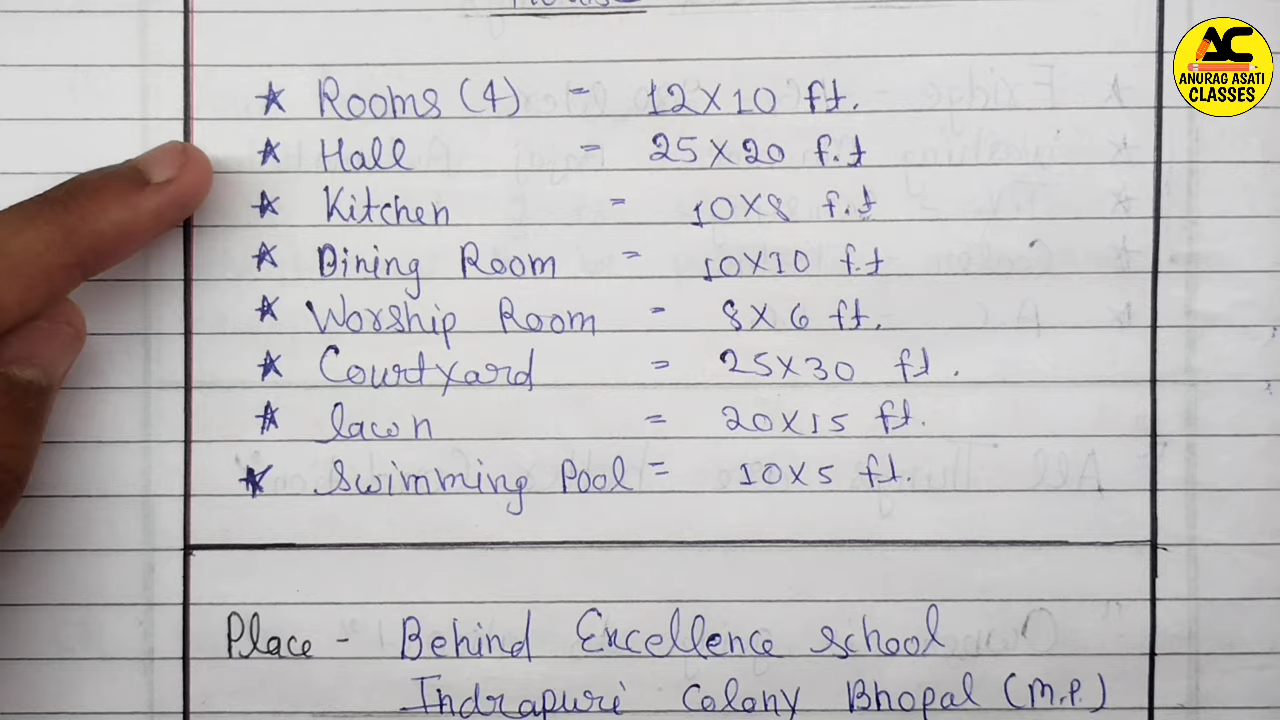 ★ Rooms (4) = 12X10 ft.
★ Hall = 25X20 f.t
★ Kitchen = 10X8 f.t
★ Dining Room = 10X10 f.t
★ Worship Room = 8X6 ft.
★ Courtyard = 25X30 ft.
★ lawn = 20X15 ft.
★ Swimming Pool = 10X5 ft.
Place - Behind Excellence school
Indrapuri Colony Bhopal (M.P.)
AC
ANURAG ASATI
CLASSES